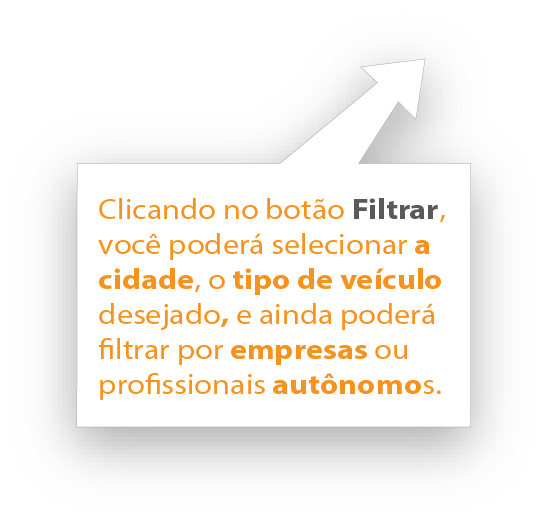 Clicando no botão Filtrar,
você poderá selecionar a
cidade, o tipo de veículo
desejado, e ainda poderá
filtrar por empresas ou
profissionais autônomos.